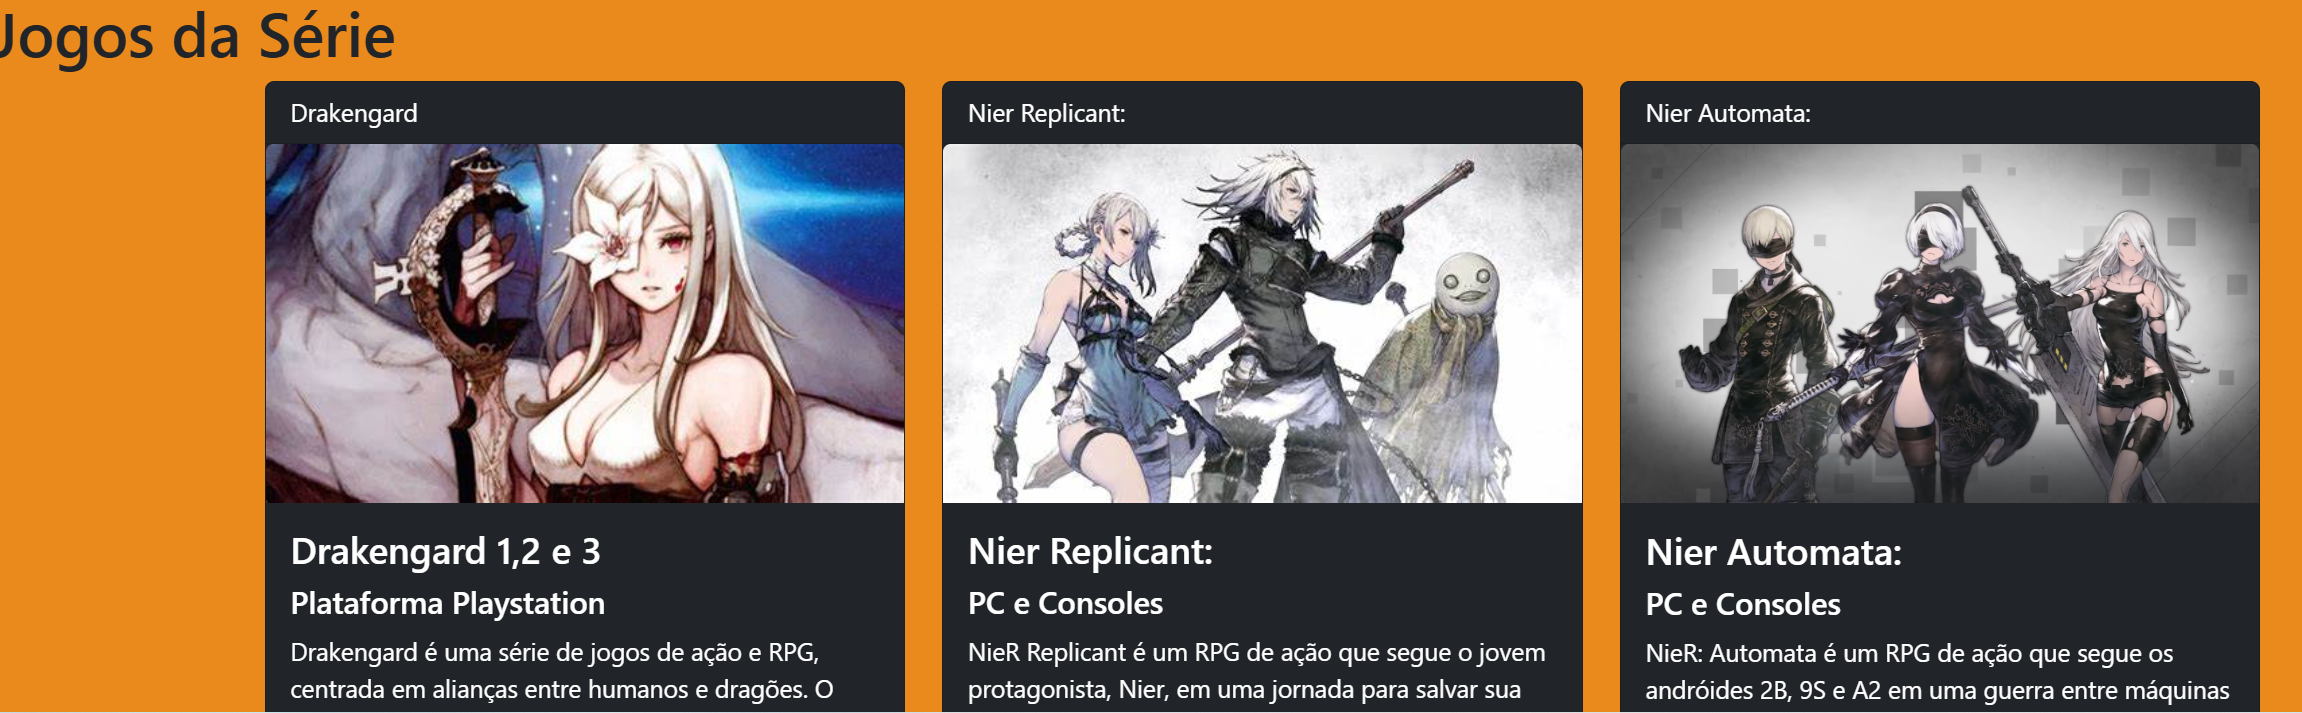 Jogos da Série
Drakengard
Drakengard 1,2 e 3
Plataforma Playstation
Drakengard é uma série de jogos de ação e RPG,
centrada em alianças entre humanos e dragões. O
Nier Replicant:
Nier Replicant:
PC e Consoles
NieR Replicant é um RPG de ação que segue o jovem
protagonista, Nier, em uma jornada para salvar sua
Nier Automata:
Nier Automata:
PC e Consoles
NieR: Automata é um RPG de ação que segue os
andróides 2B, 9S e A2 em uma guerra entre máquinas